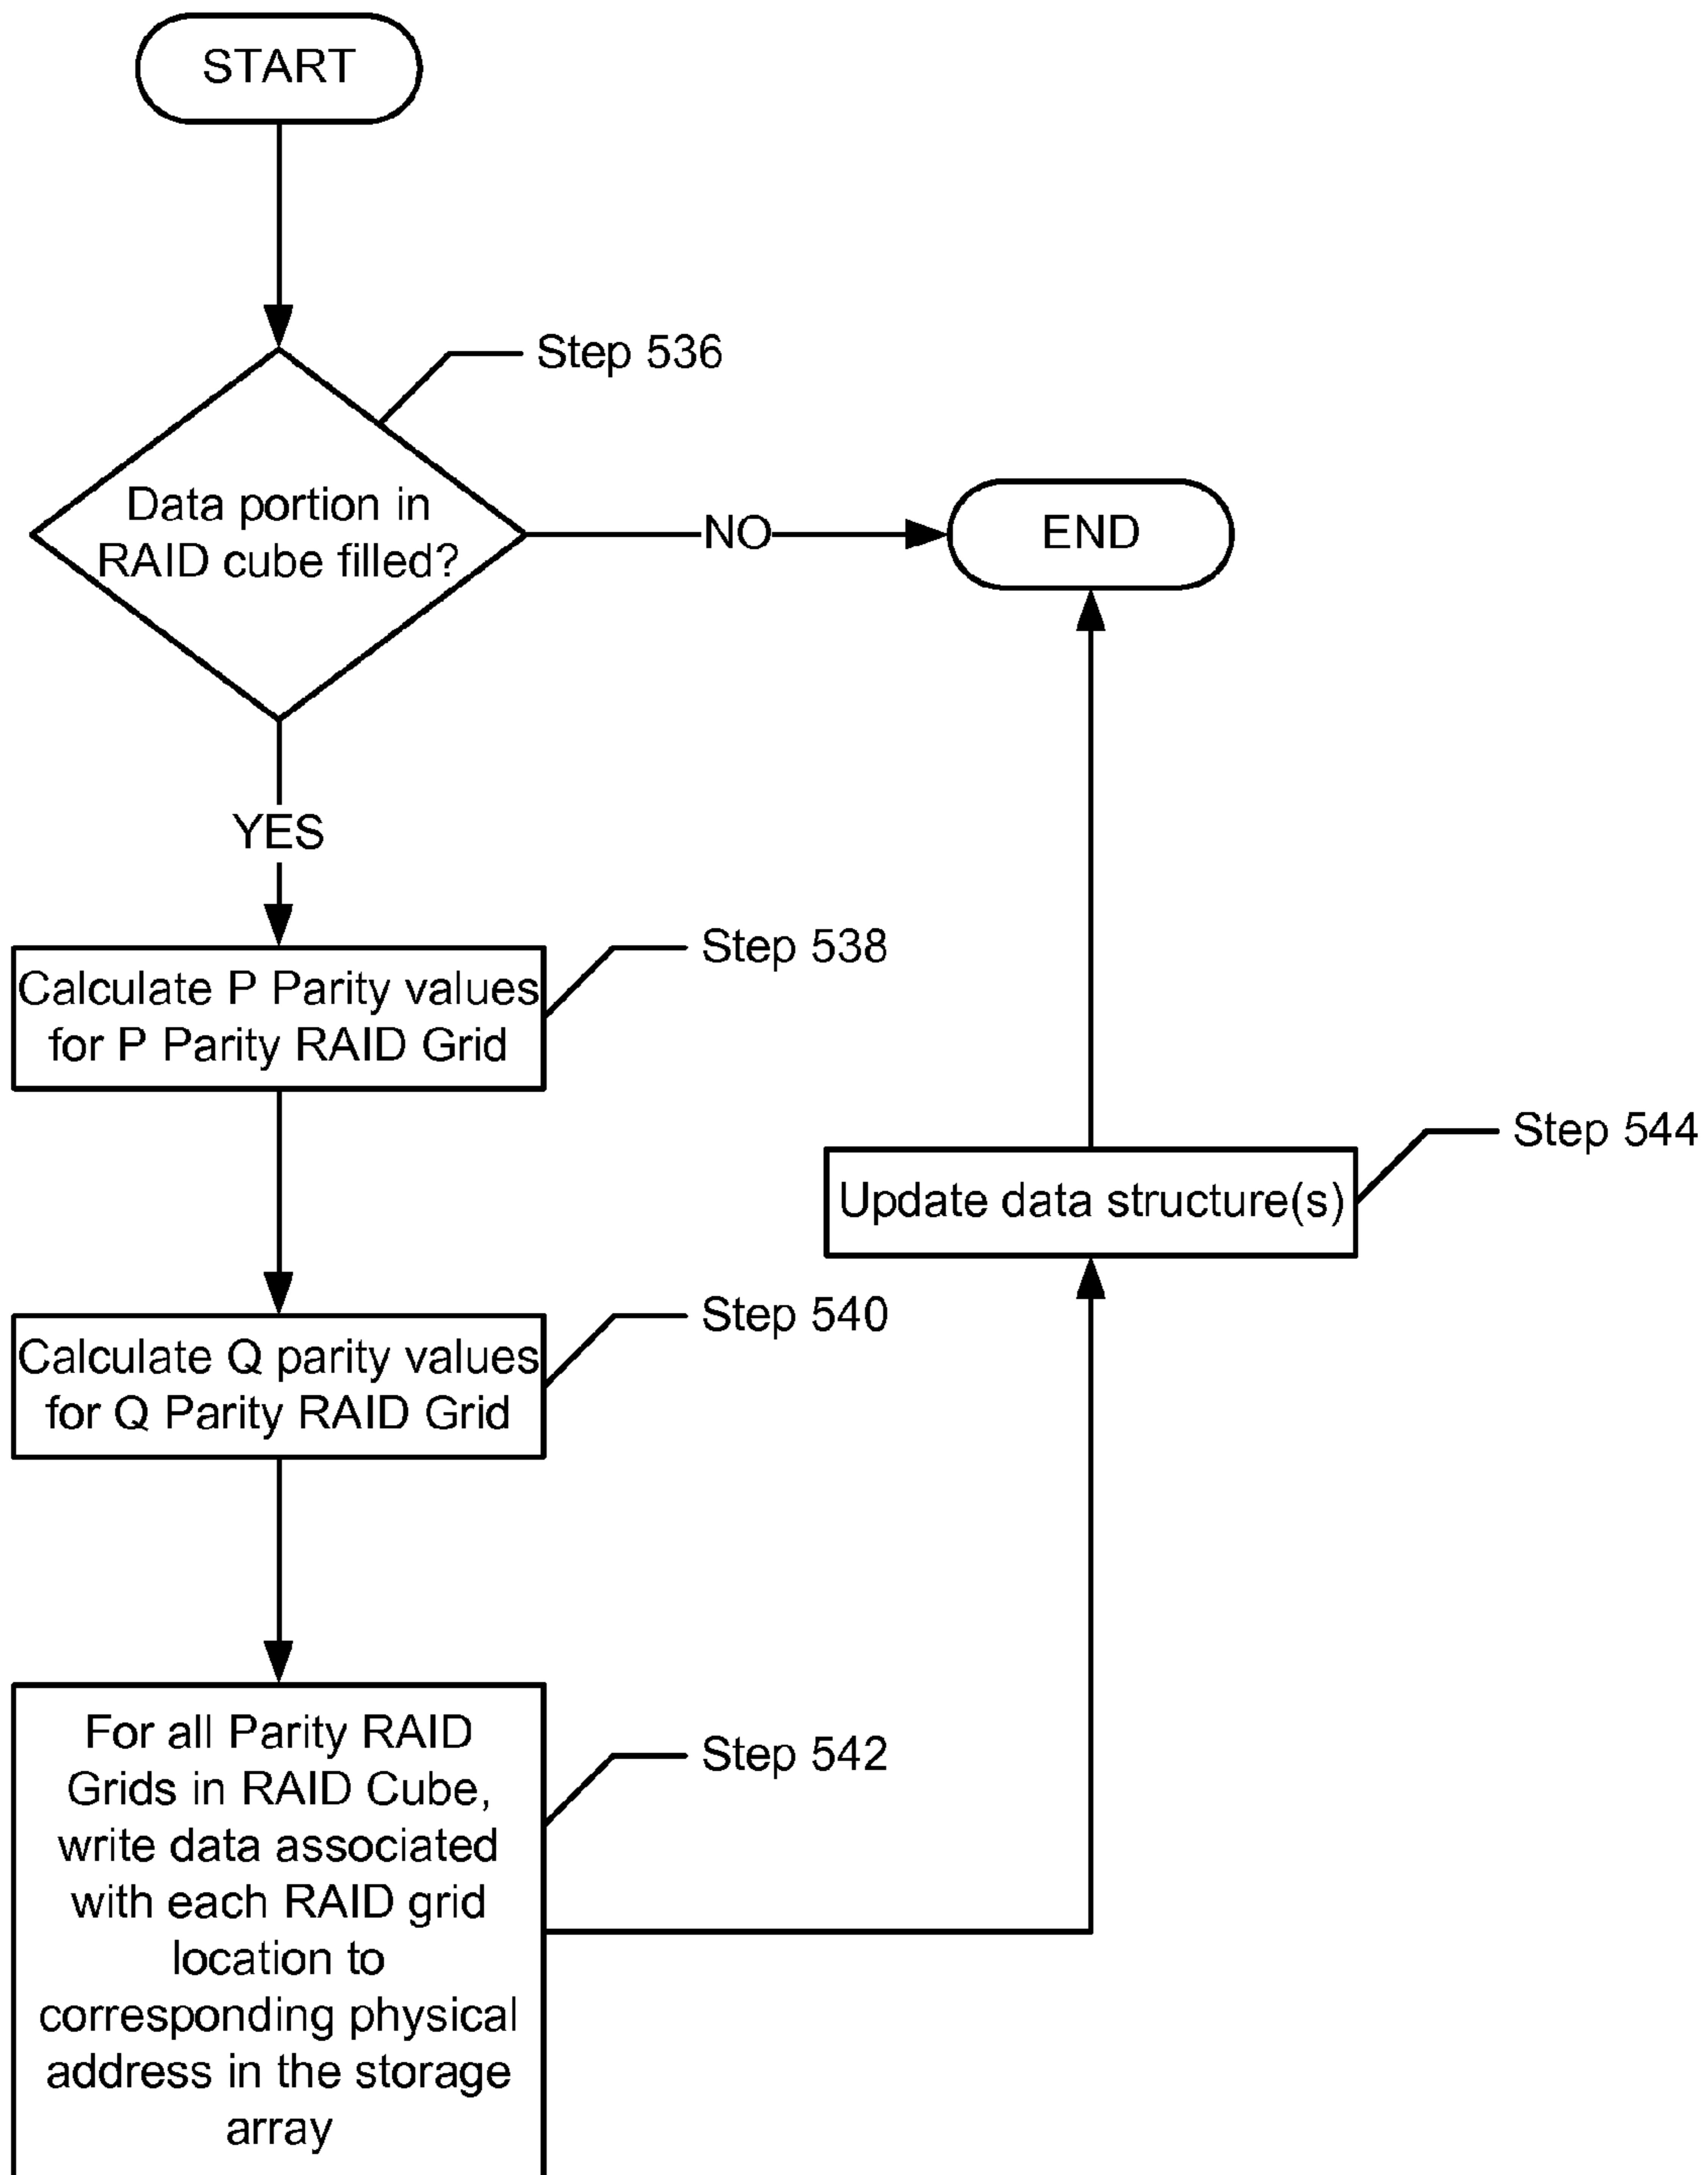 START
Step 536
Data portion in
RAID cube filled?
NO
END
YES
Step 538
Calculate P Parity values
for P Parity RAID Grid
Step 544
Update data structure(s)
Step 540
Calculate Q parity values
for Q Parity RAID Grid
Step 542
For all Parity RAID
Grids in RAID Cube,
write data associated
with each RAID grid
location to
corresponding physical
address in the storage
array